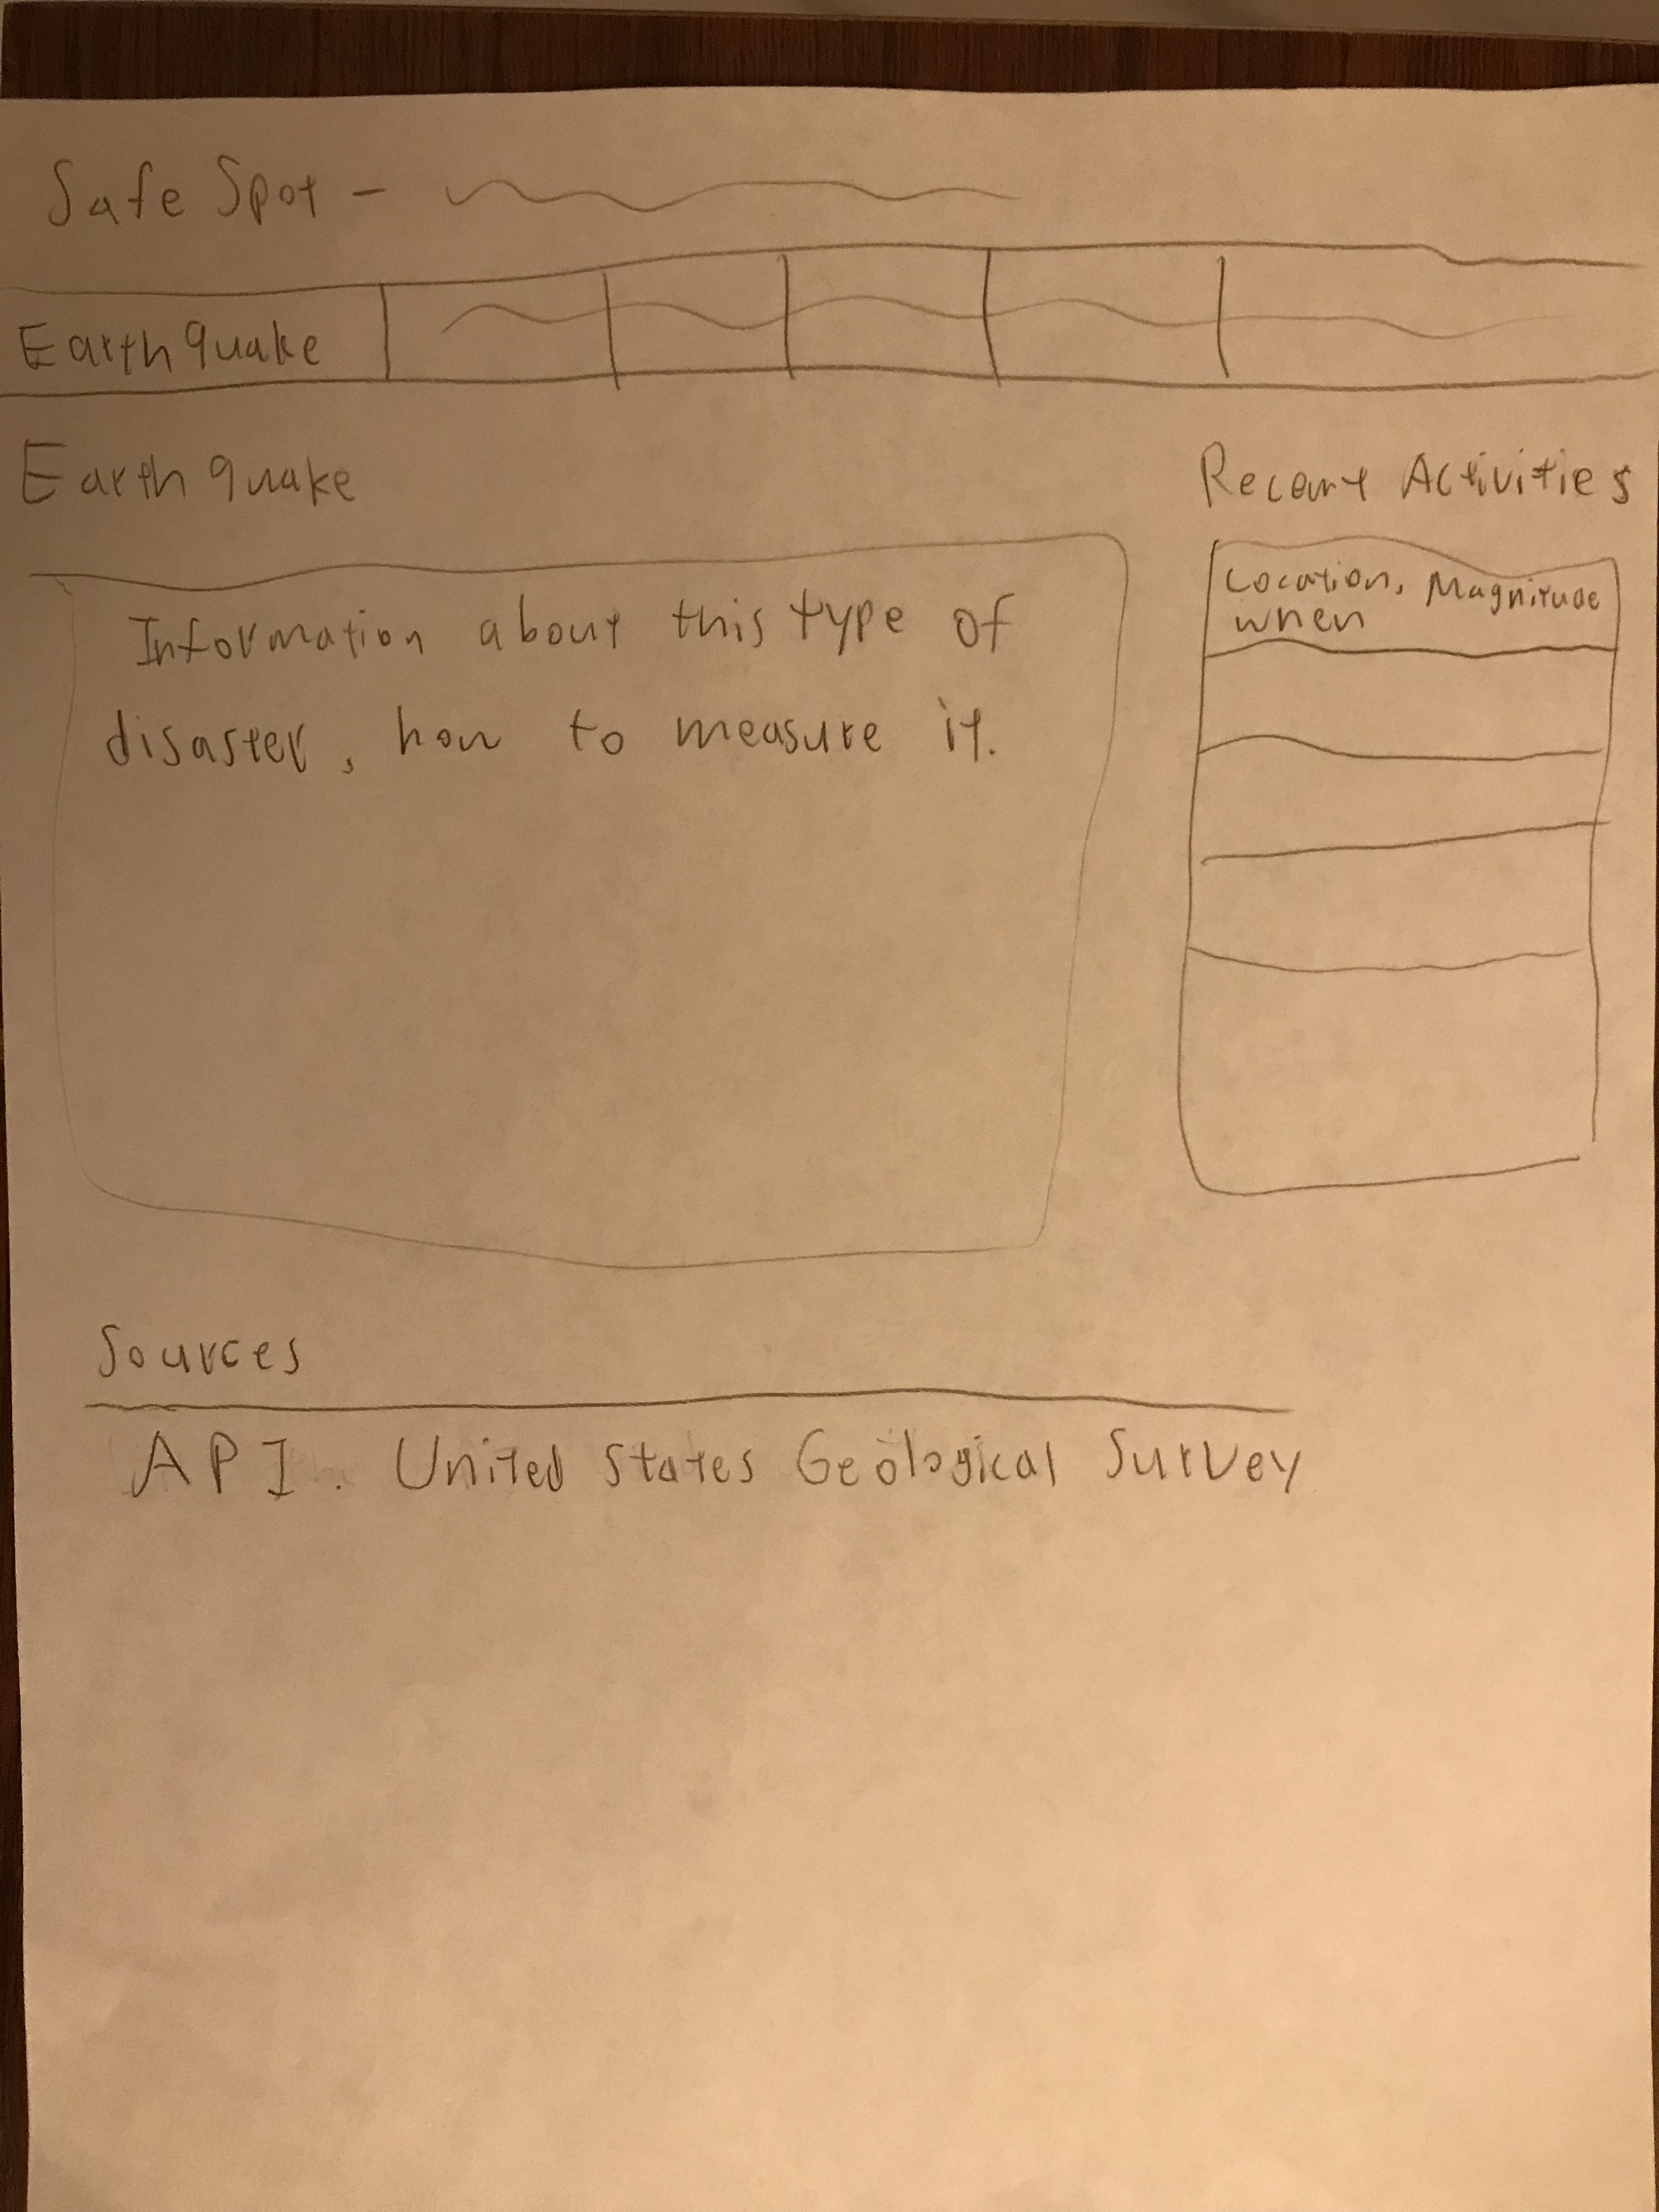 Safe Spot -
Earthquake
Earthquake
Recent Activities
Location, Magnitude
when
Information about this type of
disaster, how to measure it.
Sources
API. United States Geological Survey